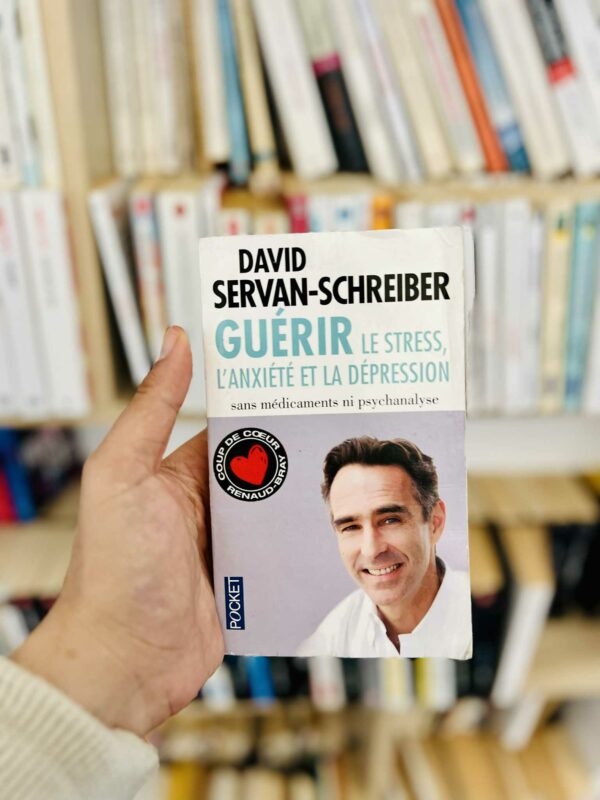 DAVID
SERVAN-SCHREIBER
GUÉRIR LE STRESS,
L'ANXIÉTÉ ET LA DÉPRESSION
sans médicaments ni psychanalyse
COUP DE CŒUR
RENAUD-BRAY
POCKET